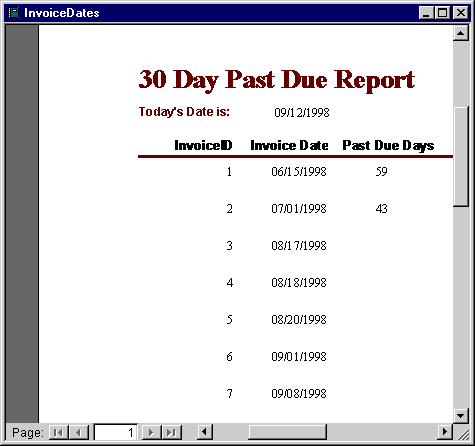 InvoiceDates
30 Day Past Due Report
Today's Date is: 09/12/1998
InvoiceID Invoice Date Past Due Days
1 06/15/1998 59
2 07/01/1998 43
3 08/17/1998
4 08/18/1998
5 08/20/1998
6 09/01/1998
7 09/08/1998
Page: 1